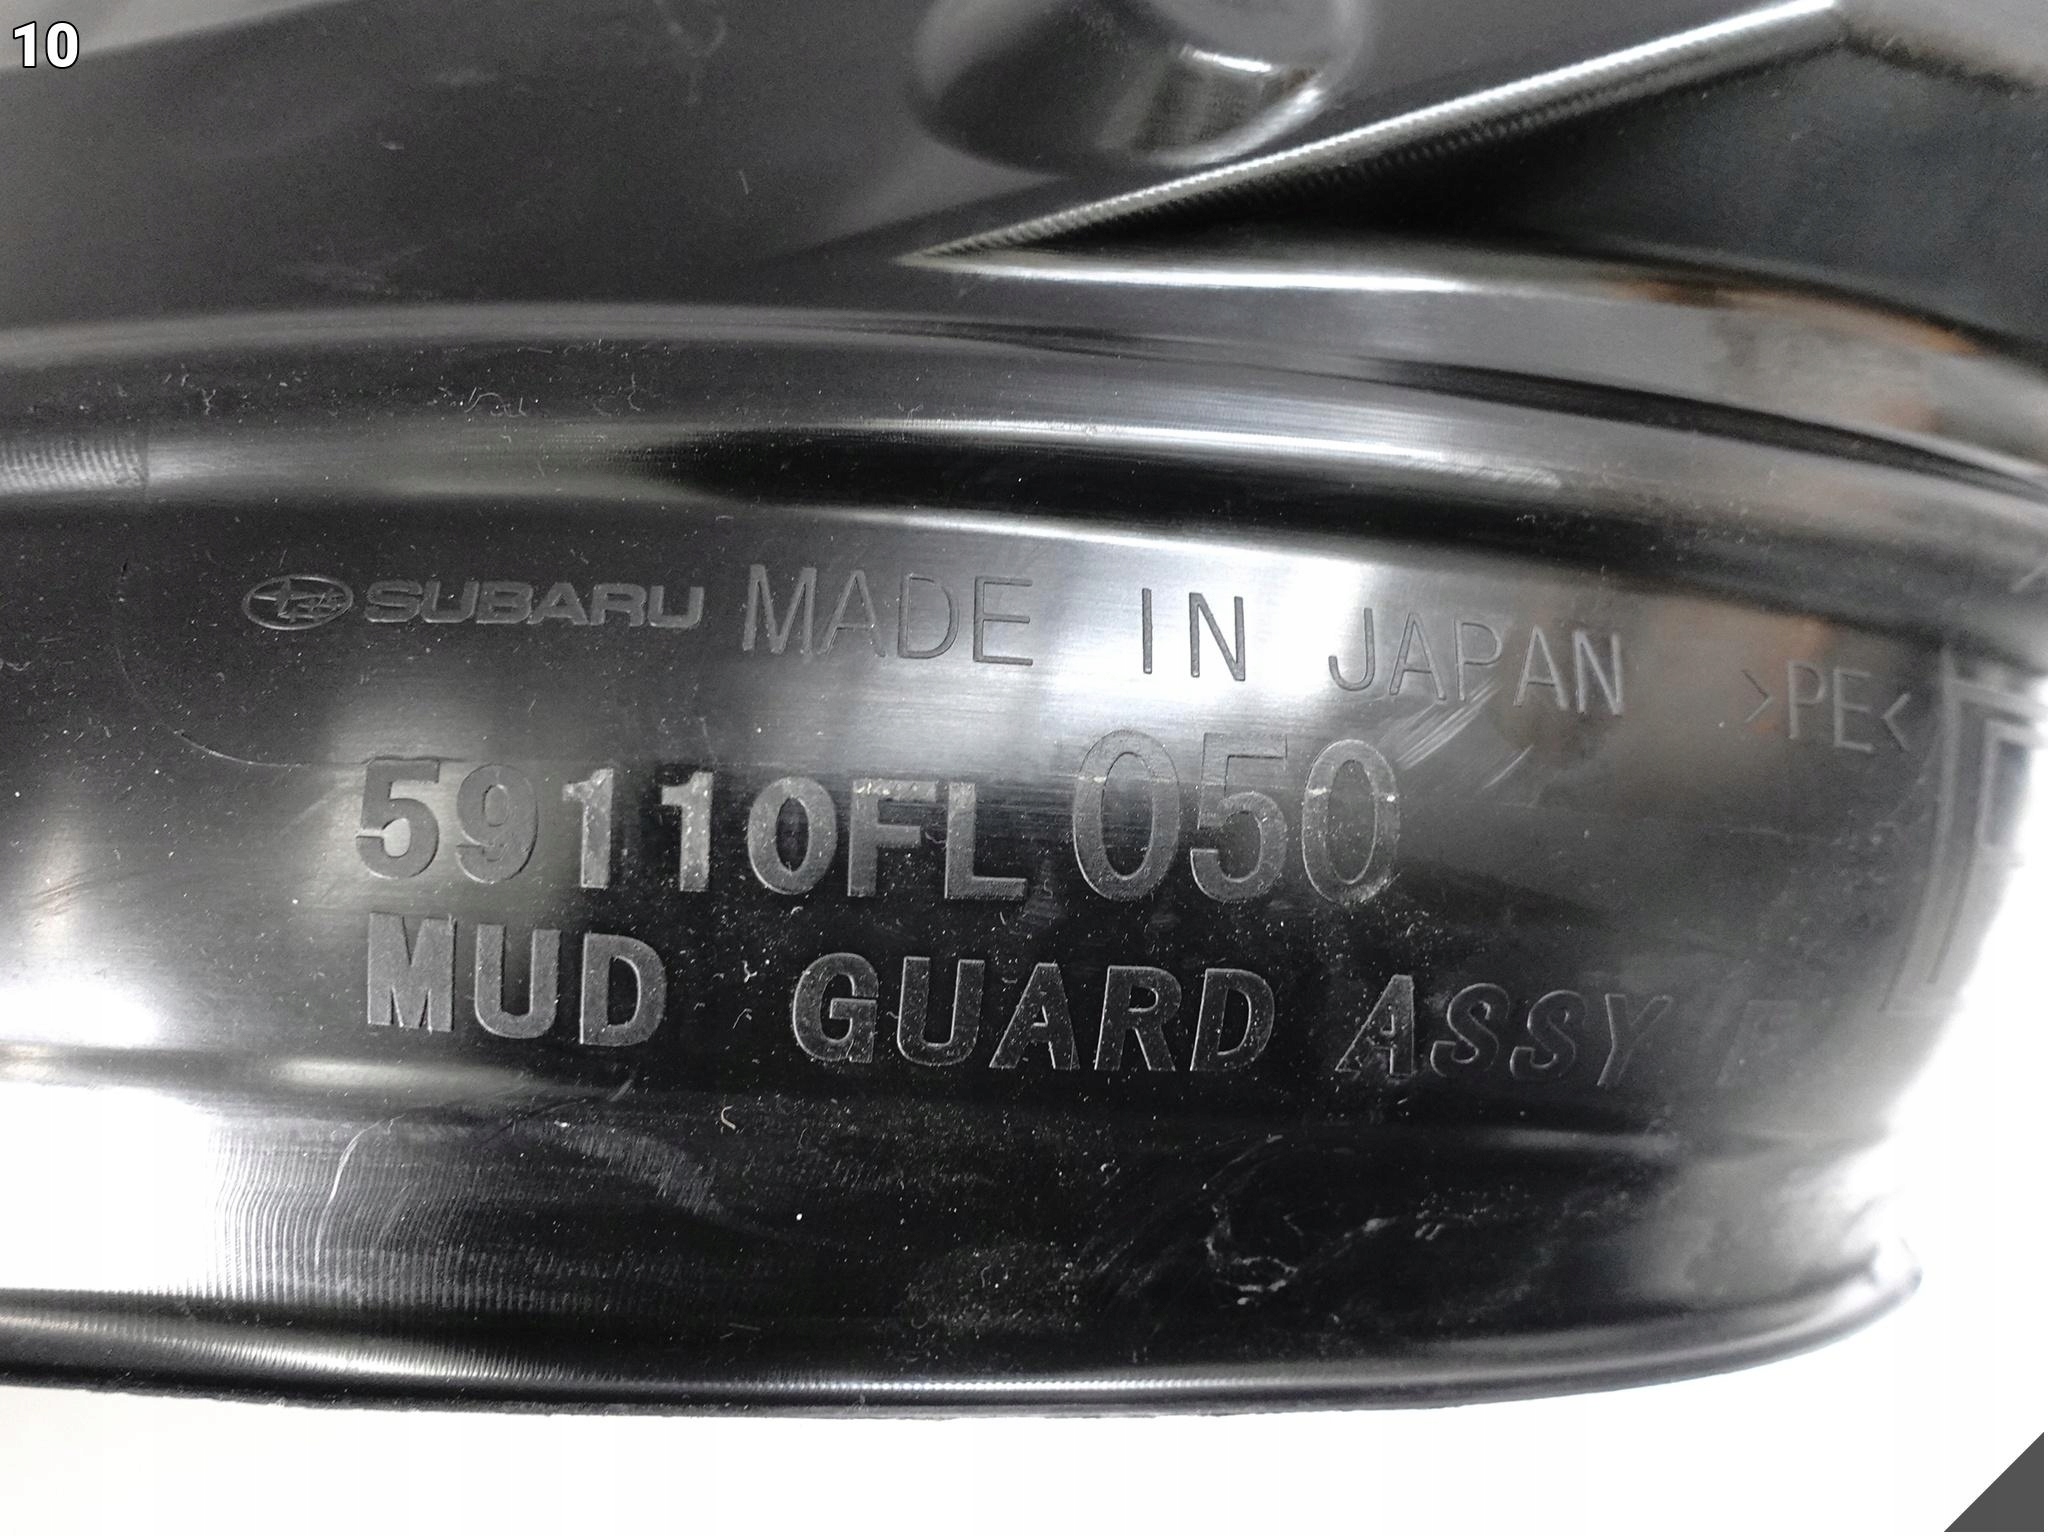 10
SUBARU MADE IN JAPAN >PE<
59110FL050
MUD GUARD ASSY F